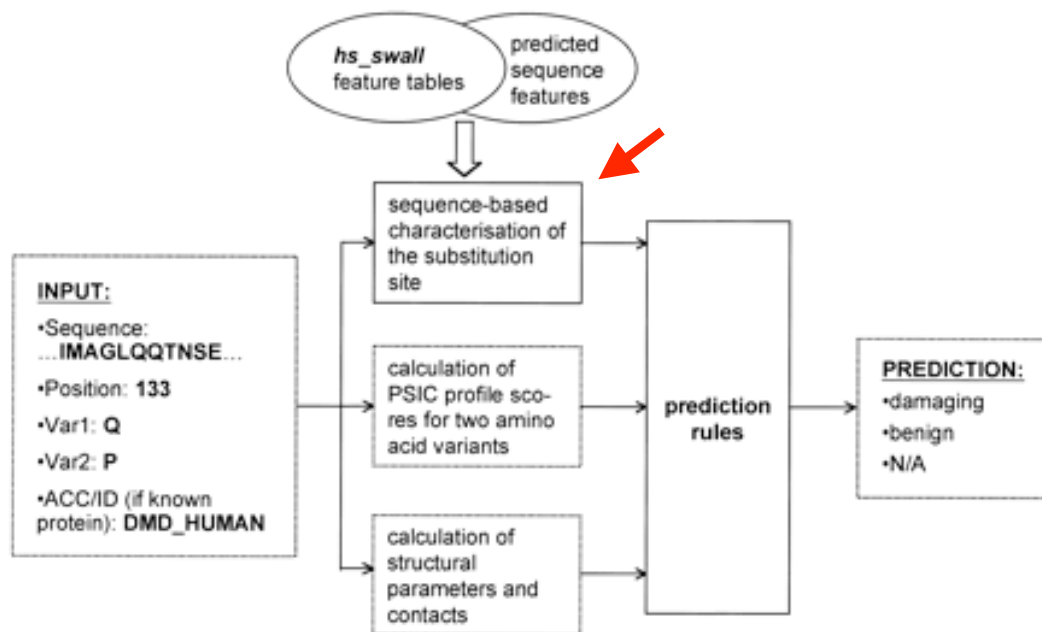 hs_swall
feature tables
predicted
sequence
features
sequence-based
characterisation of
the substitution
site
INPUT:
•Sequence:
...IMAGLQQTNSE...
•Position: 133
•Var1: Q
•Var2: P
•ACC/ID (if known
protein): DMD_HUMAN
calculation of
PSIC profile sco-
res for two amino
acid variants
calculation of
structural
parameters and
contacts
prediction
rules
PREDICTION:
•damaging
•benign
•N/A